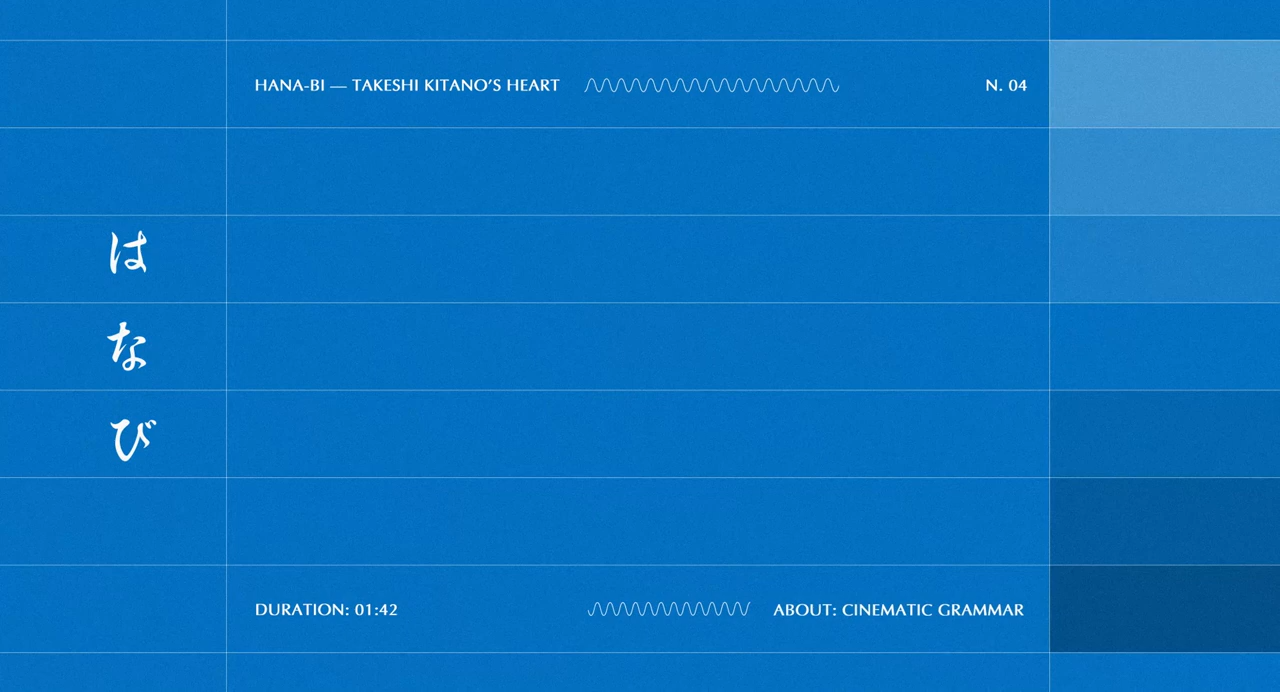 HANA-BI — TAKESHI KITANO’S HEART
N. 04
はなび
DURATION: 01:42
ABOUT: CINEMATIC GRAMMAR